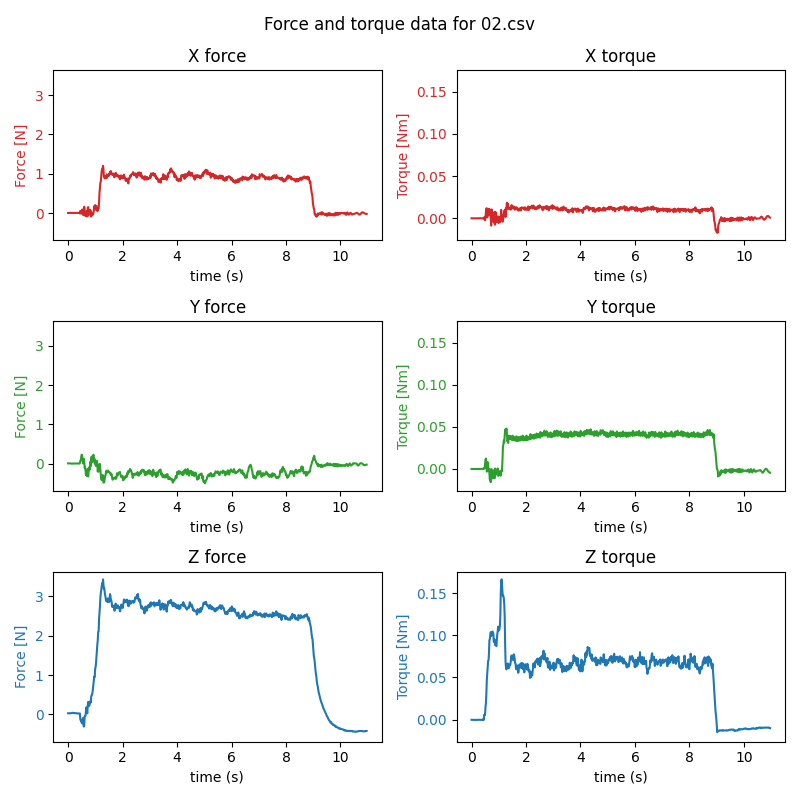 Force and torque data for 02.csv
X force
Force [N]
3
2
1
0
0 2 4 6 8 10
time (s)
X torque
Torque [Nm]
0.15
0.10
0.05
0.00
0 2 4 6 8 10
time (s)
Y force
Force [N]
3
2
1
0
0 2 4 6 8 10
time (s)
Y torque
Torque [Nm]
0.15
0.10
0.05
0.00
0 2 4 6 8 10
time (s)
Z force
Force [N]
3
2
1
0
0 2 4 6 8 10
time (s)
Z torque
Torque [Nm]
0.15
0.10
0.05
0.00
0 2 4 6 8 10
time (s)